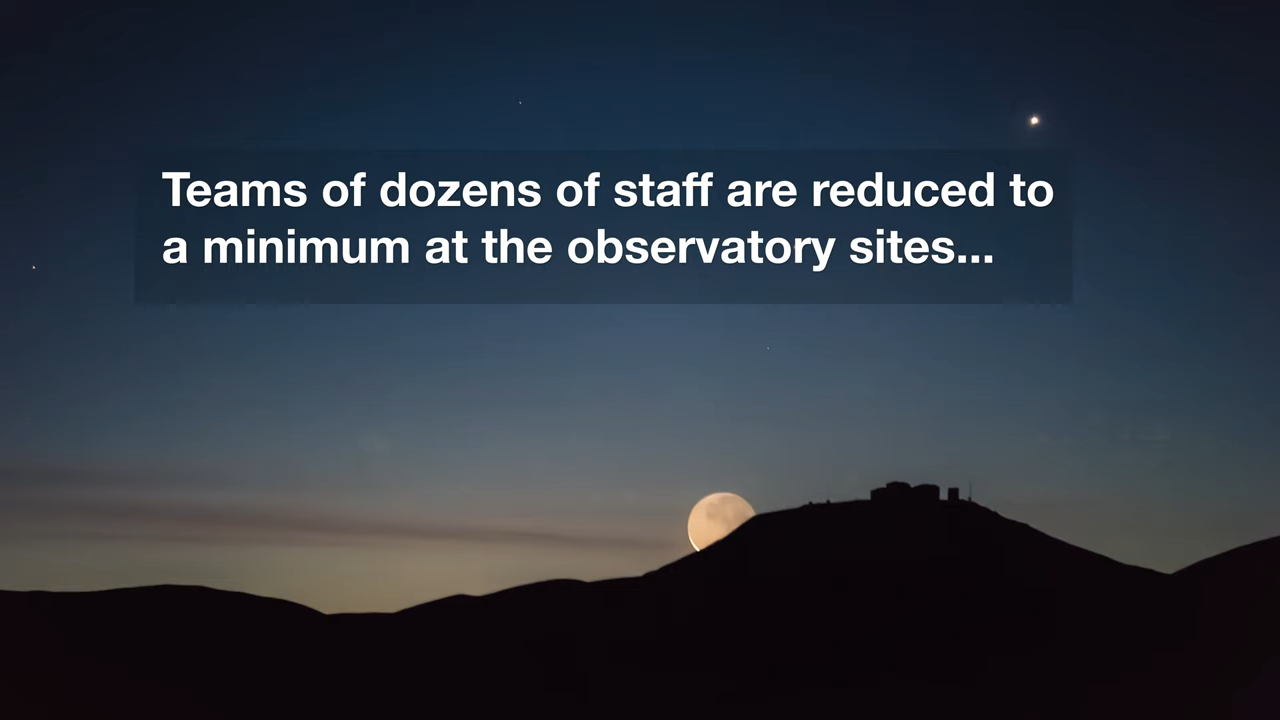 Teams of dozens of staff are reduced to
a minimum at the observatory sites...